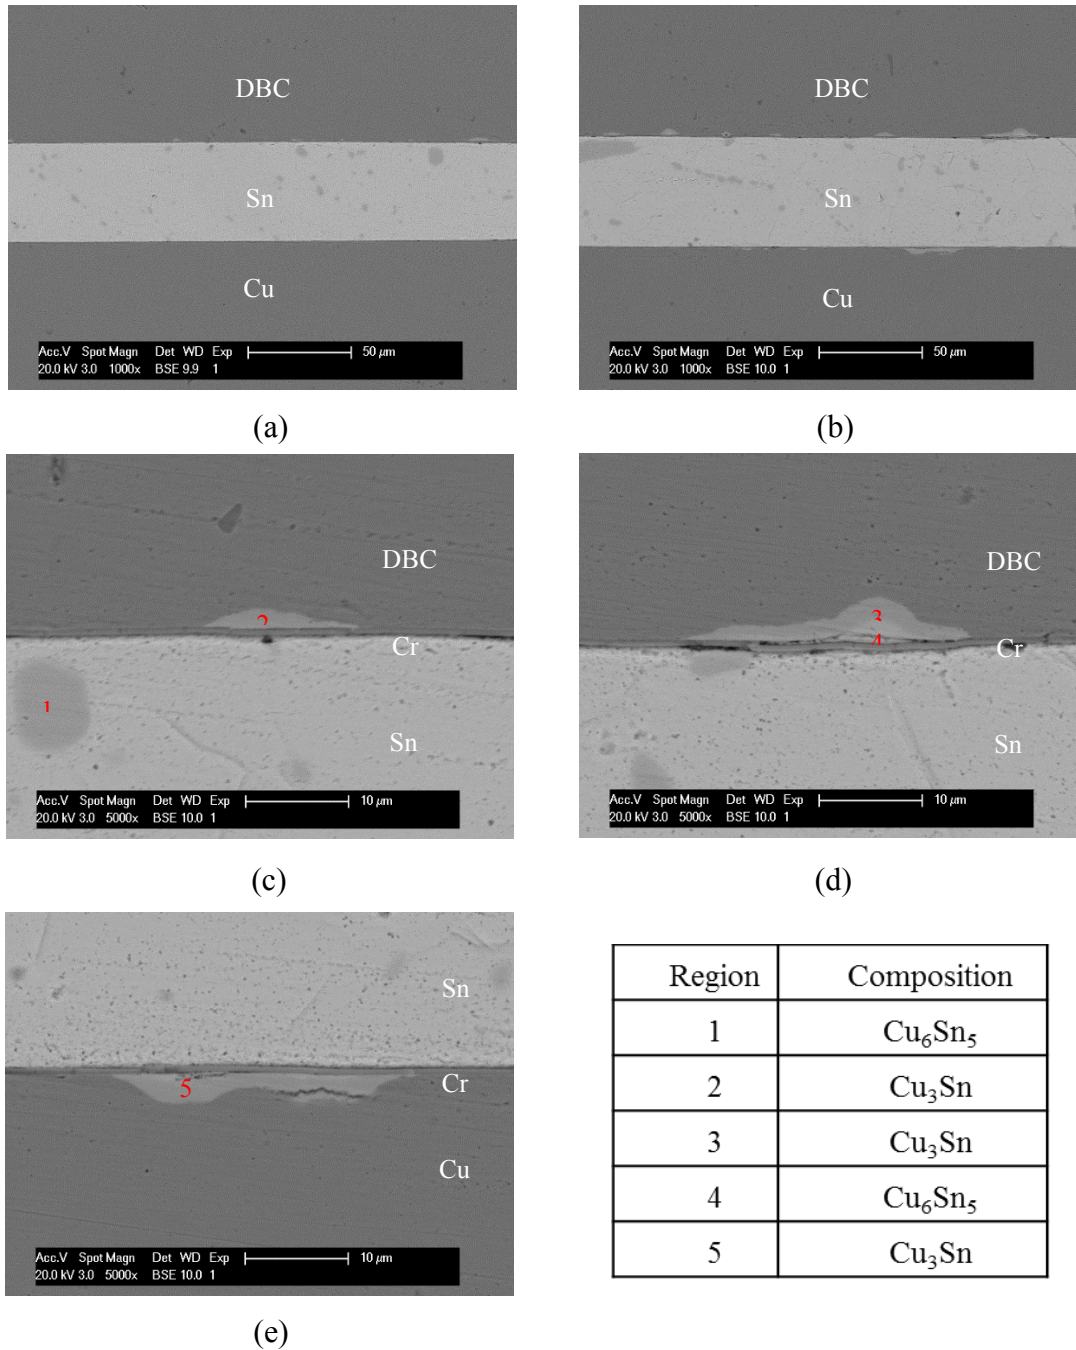 DBC
Sn
Cu
Acc.V Spot Magn Det WD Exp 50 μm
20.0 kV 3.0 1000x BSE 9.9 1
(a)
DBC
Sn
Cu
Acc.V Spot Magn Det WD Exp 50 μm
20.0 kV 3.0 1000x BSE 10.0 1
(b)
DBC
2
Cr
1
Sn
Acc.V Spot Magn Det WD Exp 10 μm
20.0 kV 3.0 5000x BSE 10.0 1
(c)
DBC
3
4
Cr
Sn
Acc.V Spot Magn Det WD Exp 10 μm
20.0 kV 3.0 5000x BSE 10.0 1
(d)
Sn
Cr
5
Cu
Acc.V Spot Magn Det WD Exp 10 μm
20.0 kV 3.0 5000x BSE 10.0 1
(e)
Region Composition
1 Cu₆Sn₅
2 Cu₃Sn
3 Cu₃Sn
4 Cu₆Sn₅
5 Cu₃Sn